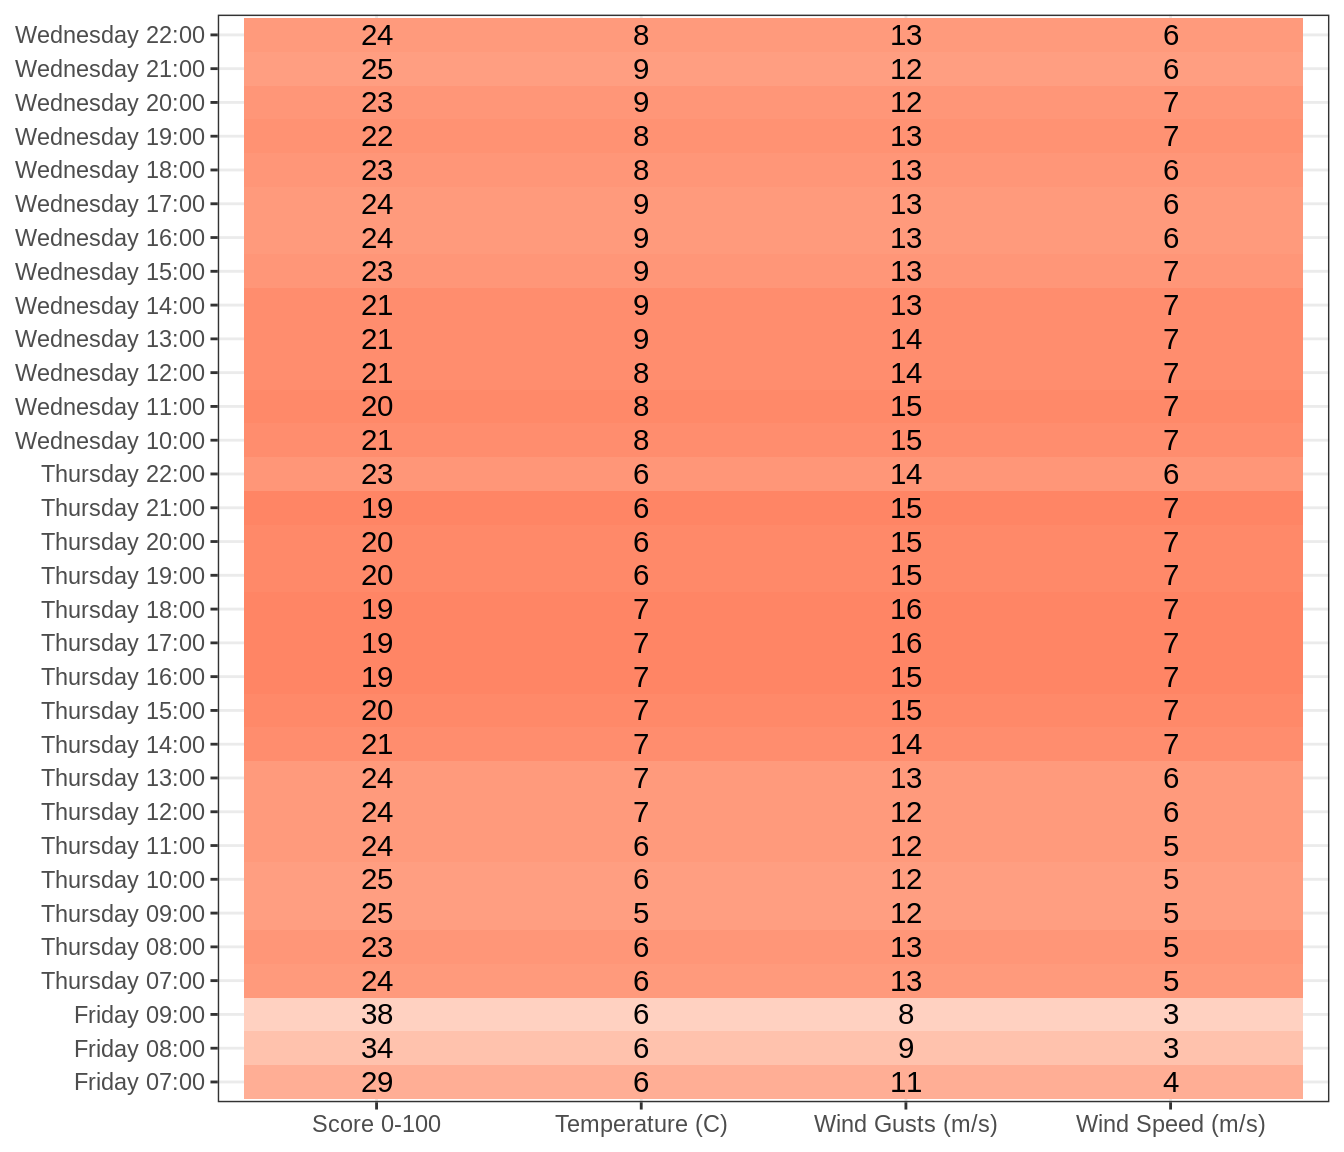 Wednesday 22:00 24 8 13 6
Wednesday 21:00 25 9 12 6
Wednesday 20:00 23 9 12 7
Wednesday 19:00 22 8 13 7
Wednesday 18:00 23 8 13 6
Wednesday 17:00 24 9 13 6
Wednesday 16:00 24 9 13 6
Wednesday 15:00 23 9 13 7
Wednesday 14:00 21 9 13 7
Wednesday 13:00 21 9 14 7
Wednesday 12:00 21 8 14 7
Wednesday 11:00 20 8 15 7
Wednesday 10:00 21 8 15 7
Thursday 22:00 23 6 14 6
Thursday 21:00 19 6 15 7
Thursday 20:00 20 6 15 7
Thursday 19:00 20 6 15 7
Thursday 18:00 19 7 16 7
Thursday 17:00 19 7 16 7
Thursday 16:00 19 7 15 7
Thursday 15:00 20 7 15 7
Thursday 14:00 21 7 14 7
Thursday 13:00 24 7 13 6
Thursday 12:00 24 7 12 6
Thursday 11:00 24 6 12 5
Thursday 10:00 25 6 12 5
Thursday 09:00 25 5 12 5
Thursday 08:00 23 6 13 5
Thursday 07:00 24 6 13 5
Friday 09:00 38 6 8 3
Friday 08:00 34 6 9 3
Friday 07:00 29 6 11 4
Score 0-100 Temperature (C) Wind Gusts (m/s) Wind Speed (m/s)